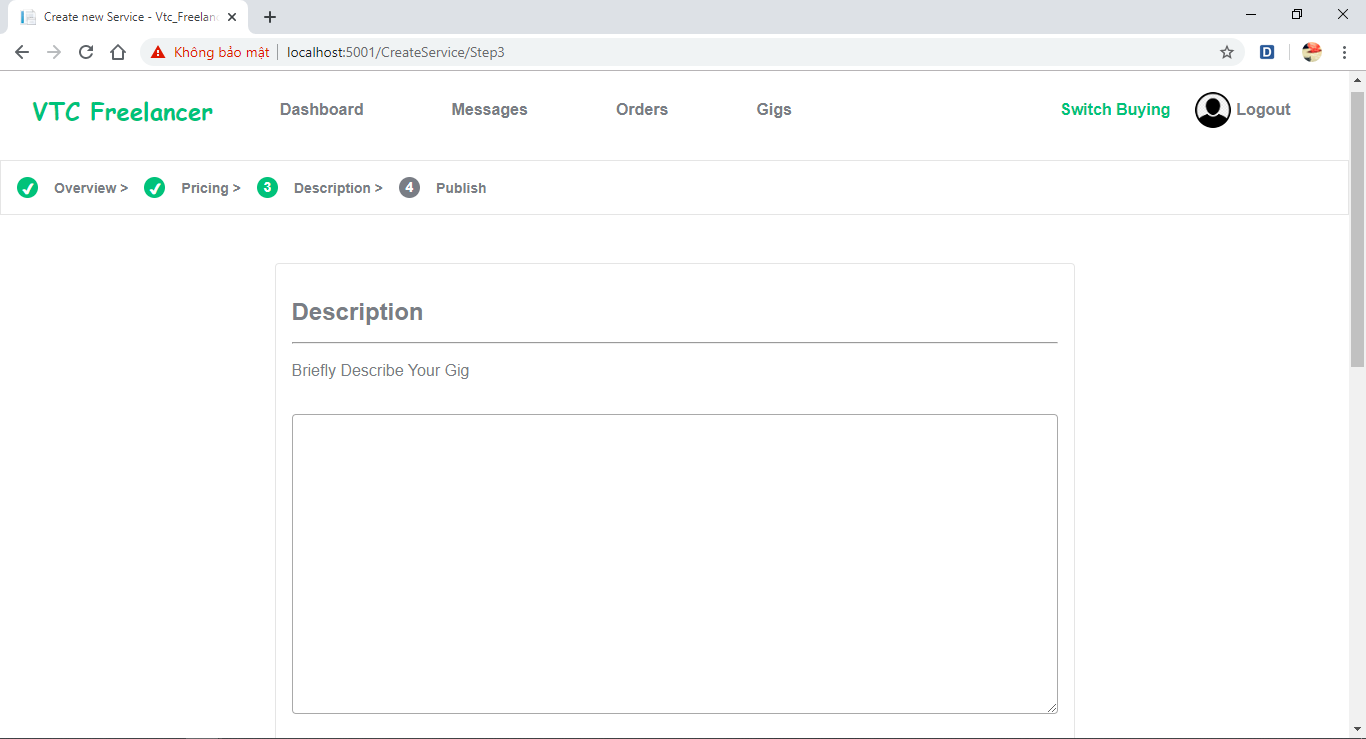 Create new Service - Vtc_Freelan
Không bảo mật localhost:5001/CreateService/Step3
D
VTC Freelancer Dashboard Messages Orders Gigs Switch Buying Logout
Overview > Pricing > 3 Description > 4 Publish
Description
Briefly Describe Your Gig